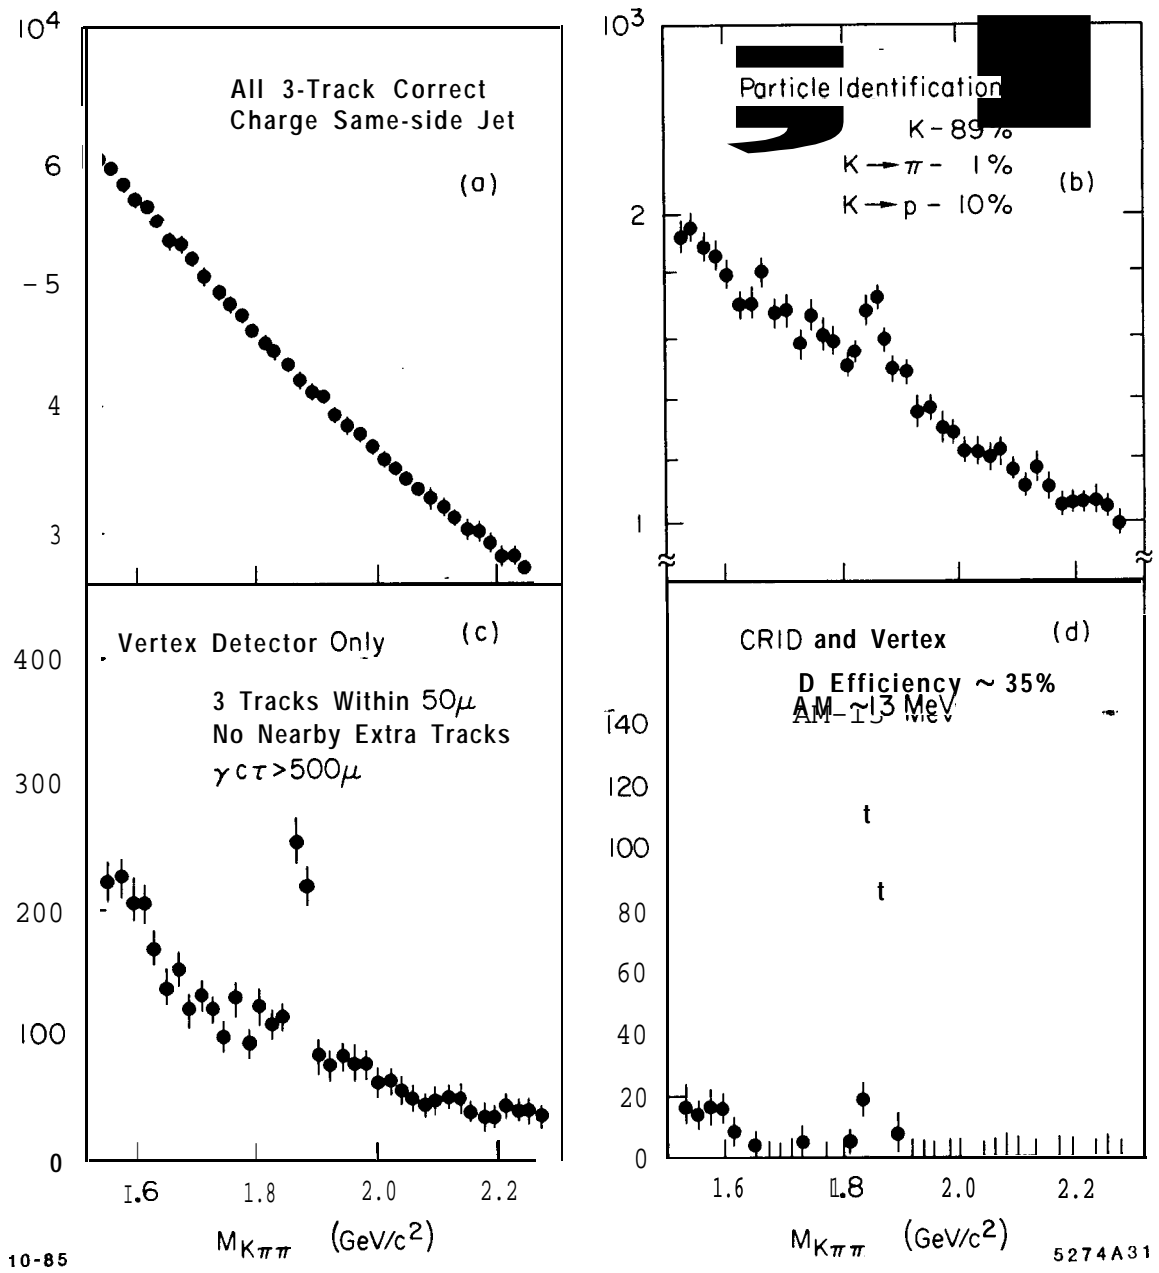 10⁴
All 3-Track Correct
Charge Same-side Jet
(a)
6
-5
4
3
10³
Particle Identification
K - 89%
K → π - 1%
K → p - 10%
(b)
2
1
Vertex Detector Only
(c)
3 Tracks Within 50μ
No Nearby Extra Tracks
γcτ>500μ
400
300
200
100
0
1.6 1.8 2.0 2.2
M_Kππ (GeV/c²)
CRID and Vertex
(d)
D Efficiency ~ 35%
ΔM ~13 MeV
140
120
100
80
60
40
20
0
t
t
1.6 1.8 2.0 2.2
M_Kππ (GeV/c²)
10-85
5274A31